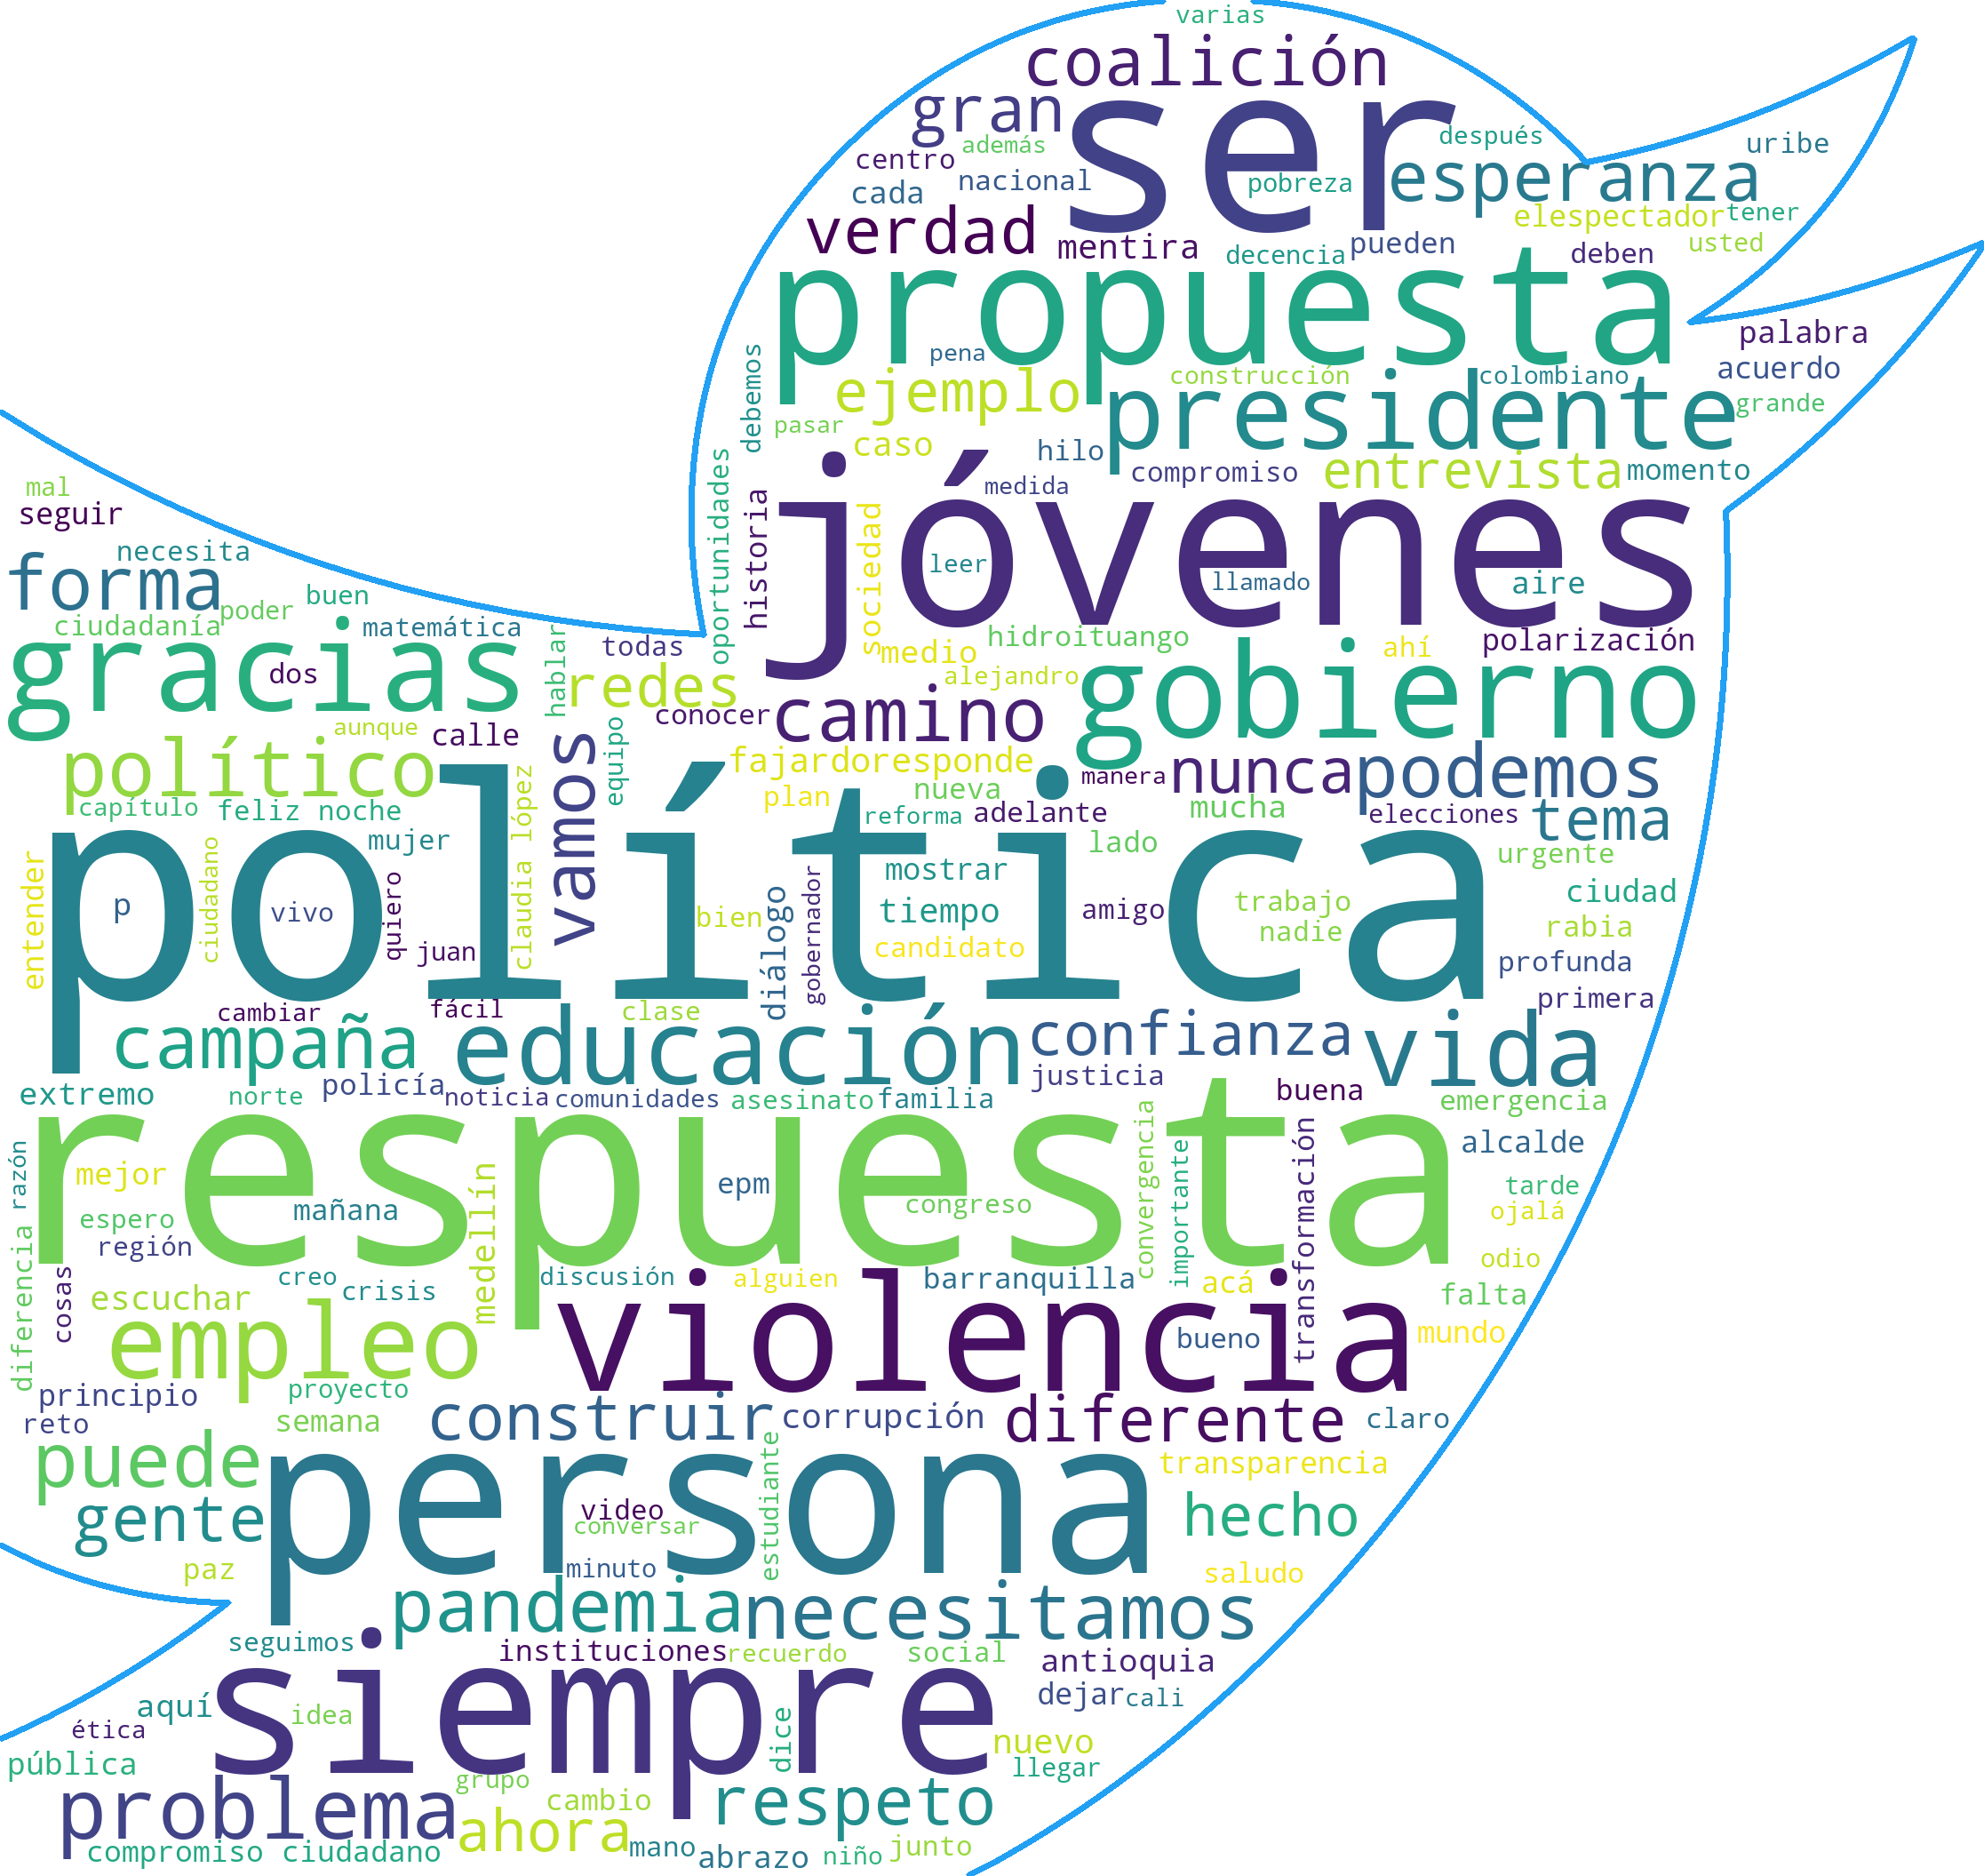 varias
coalición
gran
ser
después
uribe
centro
además
esperanza
cada
nacional
pobreza
elespectador
tener
verdad
mentira
decencia
pueden
deben
usted
propuesta
palabra
pena
debemos
ejemplo
construcción
colombiano
acuerdo
presidente
grande
pasar
caso
hilo
compromiso
entrevista
momento
oportunidades
historia
medida
jóvenes
mal
seguir
sociedad
leer
llamado
aire
necesita
forma
buen
poder
ciudadanía
matemática
hablar
todas
medio
hidroituango
ahí
polarización
gracias
dos
redes
alejandro
gobierno
conocer
camino
aunque
calle
vamos
equipo
político
fajardoresponde
manera
nunca
podemos
capítulo
feliz noche
plan
nueva
reforma
adelante
mucha
elecciones
tema
mujer
claudia lópez
política
lado
urgente
entender
ciudadano
mostrar
ciudad
p
vivo
quiero
juan
bien
diálogo
gobernador
tiempo
amigo
trabajo
nadie
rabia
candidato
profunda
cambiar
fácil
clase
primera
campaña
educación
confianza
vida
extremo
norte
policía
noticia
comunidades
asesinato
familia
justicia
buena
emergencia
respuesta
razón
mejor
medellín
epm
convergencia
importante
transformación
alcalde
espero
mañana
congreso
tarde
ojalá
región
diferencia
cosas
creo
crisis
discusión
alguien
barranquilla
acá
odio
escuchar
falta
empleo
violencia
bueno
mundo
principio
proyecto
reto
semana
construir
corrupción
diferente
claro
puede
persona
estudiante
transparencia
gente
video
conversar
hecho
paz
minuto
saludo
pandemia
necesitamos
seguimos
instituciones
recuerdo
social
antioquia
siempre
aquí
idea
dejar
cali
ética
dice
nuevo
pública
llegar
problema
grupo
cambio
respeto
ahora
compromiso ciudadano
mano
abrazo
niño
junto